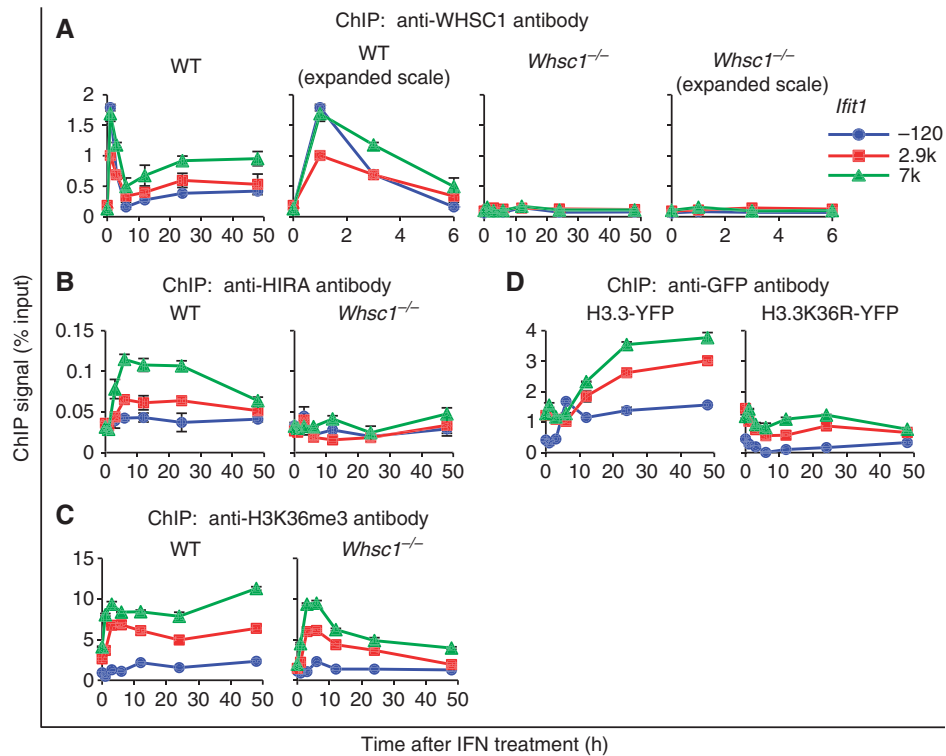 A
ChIP: anti-WHSC1 antibody
WT
WT
(expanded scale)
Whsc1–/–
Whsc1–/–
(expanded scale)
Ifit1
–120
2.9k
7k
2
1.5
1
0.5
0
0 10 20 30 40 50
0 2 4 6
0 10 20 30 40 50
0 2 4 6
B
ChIP: anti-HIRA antibody
WT
Whsc1–/–
0.15
0.1
0.05
0
0 10 20 30 40 50
0 10 20 30 40 50
D
ChIP: anti-GFP antibody
H3.3-YFP
H3.3K36R-YFP
4
3
2
1
0
0 10 20 30 40 50
0 10 20 30 40 50
C
ChIP: anti-H3K36me3 antibody
WT
Whsc1–/–
15
10
5
0
0 10 20 30 40 50
0 10 20 30 40 50
ChIP signal (% input)
Time after IFN treatment (h)